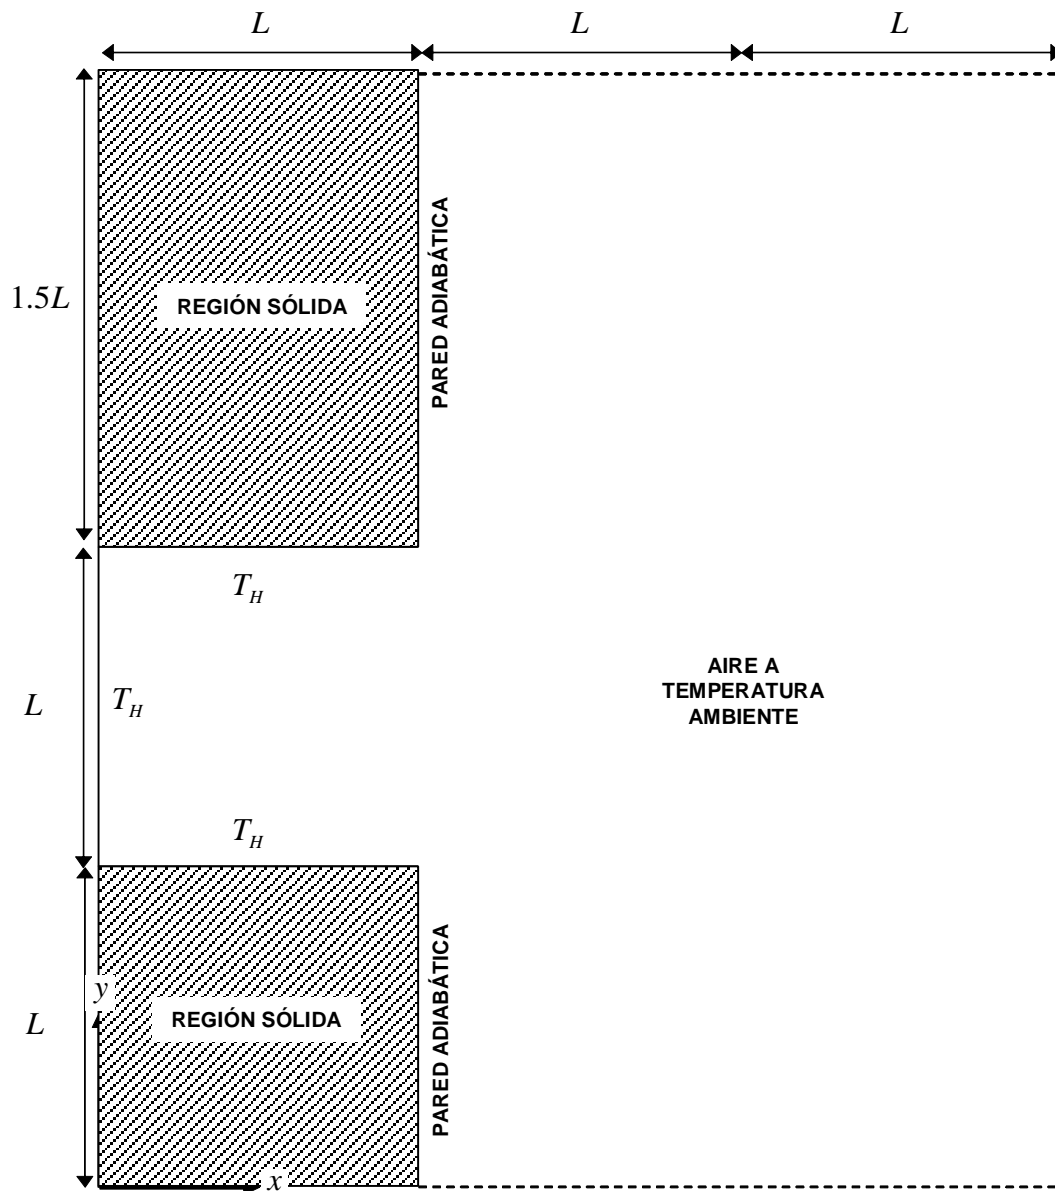 L
L
L
1.5L
REGIÓN SÓLIDA
PARED ADIABÁTICA
T_H
L
T_H
AIRE A
TEMPERATURA
AMBIENTE
T_H
L
y
REGIÓN SÓLIDA
PARED ADIABÁTICA
x